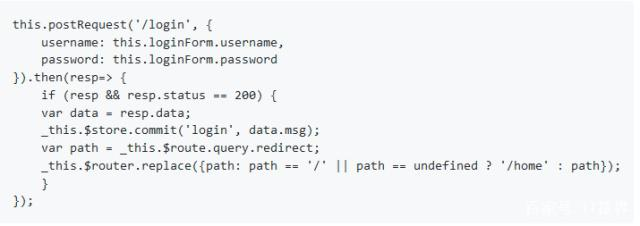 this.postRequest('/login', {
    username: this.loginForm.username,
    password: this.loginForm.password
}).then(resp=> {
    if (resp && resp.status == 200) {
    var data = resp.data;
    _this.$store.commit('login', data.msg);
    var path = _this.$route.query.redirect;
    _this.$router.replace({path: path == '/' || path == undefined ? '/home' : path});
    }
});